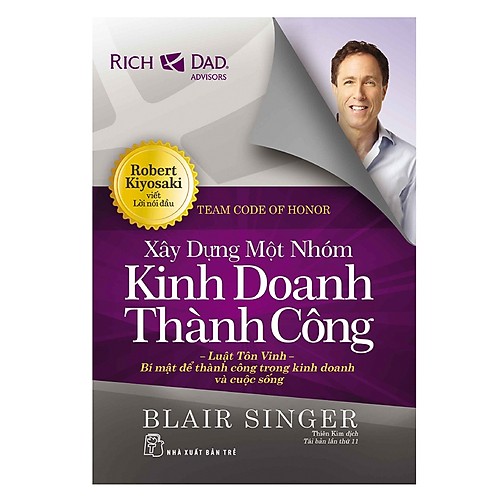 RICH DAD
ADVISORS
Robert
Kiyosaki
viết
Lời nói đầu
TEAM CODE OF HONOR
Xây Dựng Một Nhóm
Kinh Doanh
Thành Công
– Luật Tôn Vinh –
Bí mật để thành công trong kinh doanh
và cuộc sống
BLAIR SINGER
Thiên Kim dịch
Tái bản lần thứ 11
NHÀ XUẤT BẢN TRẺ